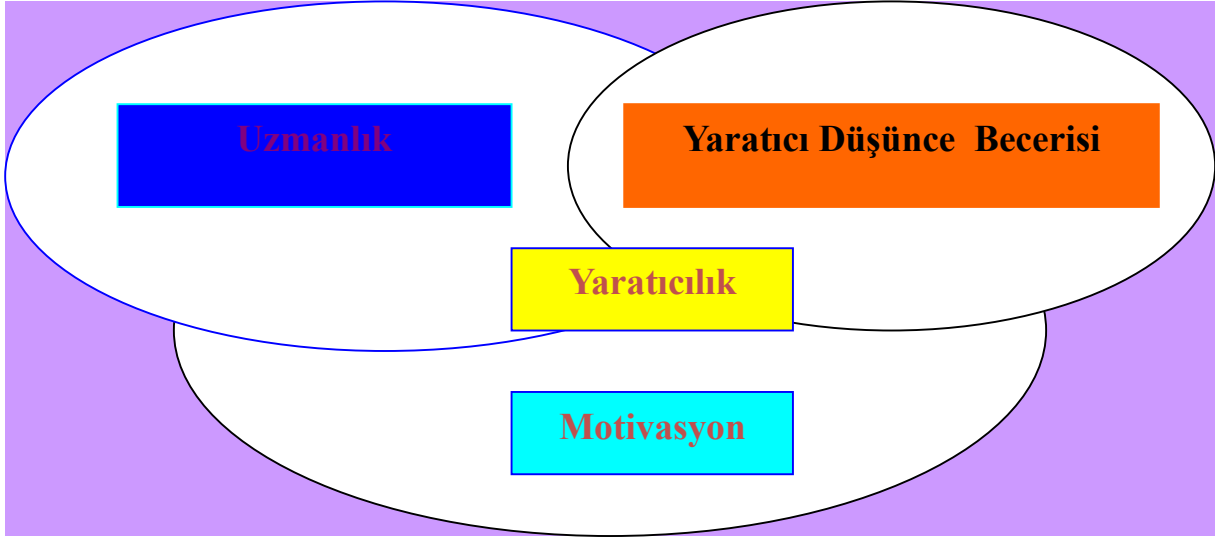 Uzmanlık
Yaratıcı Düşünce Becerisi
Yaratıcılık
Motivasyon